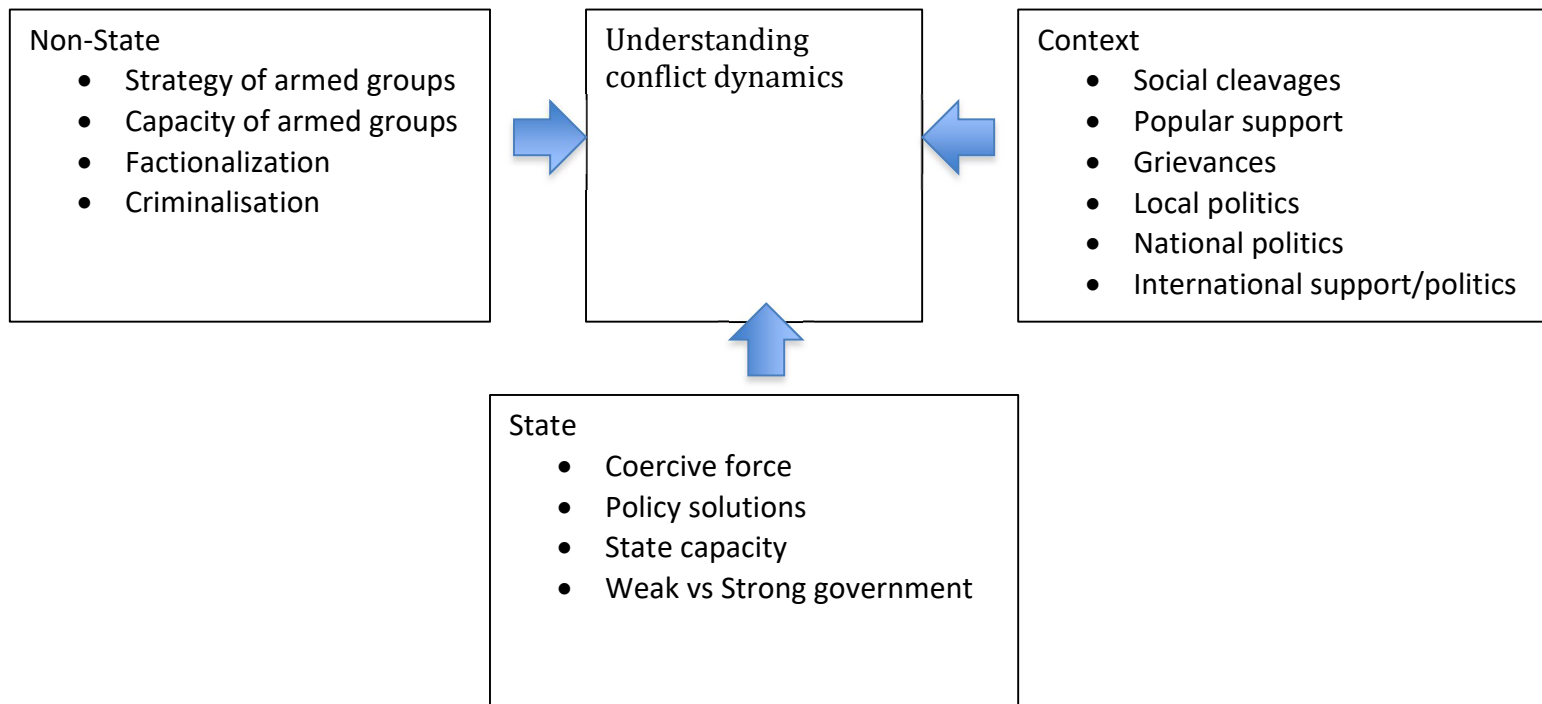 Non-State
• Strategy of armed groups
• Capacity of armed groups
• Factionalization
• Criminalisation
Understanding
conflict dynamics
Context
• Social cleavages
• Popular support
• Grievances
• Local politics
• National politics
• International support/politics
State
• Coercive force
• Policy solutions
• State capacity
• Weak vs Strong government